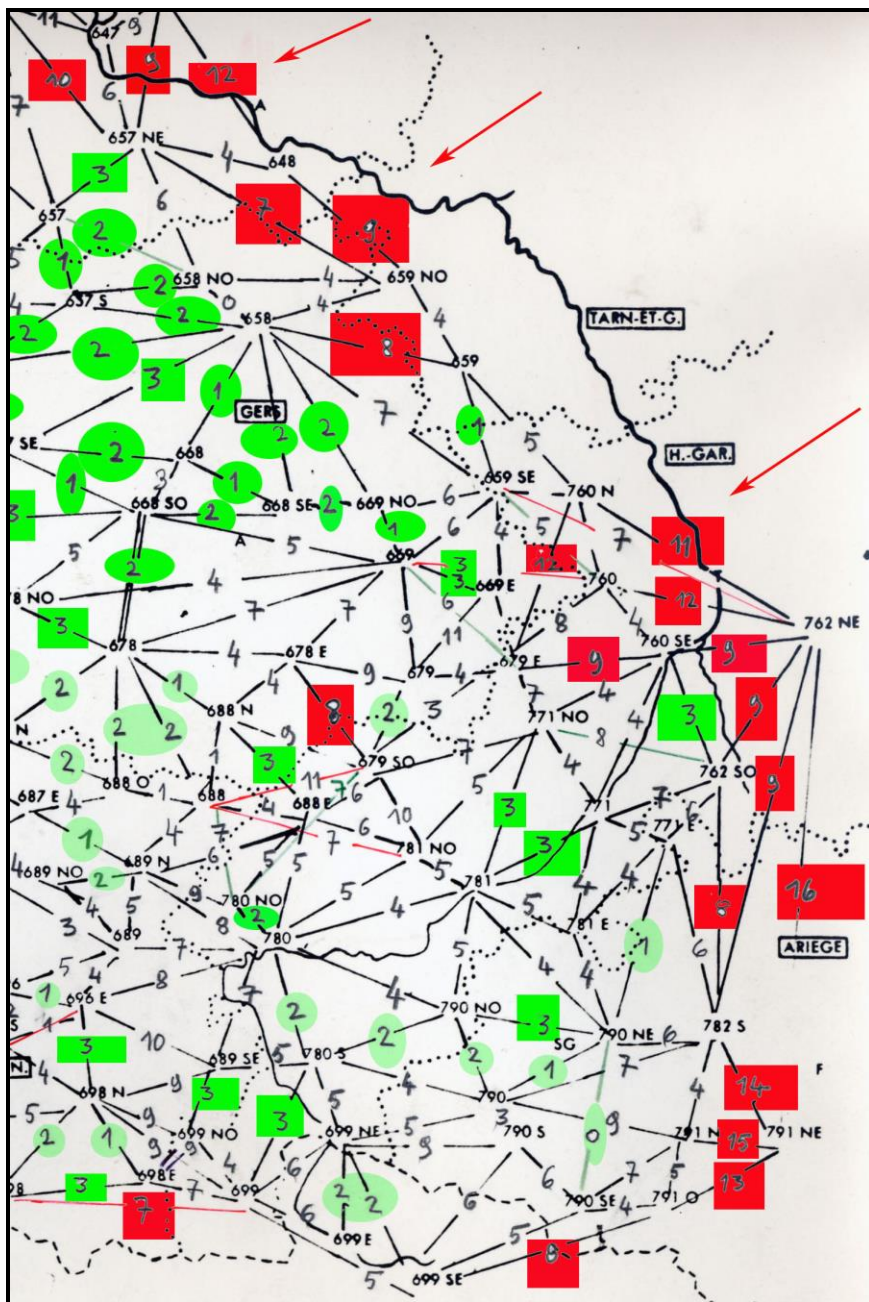 11 9
647
10 9 12
7 6 A
657 NE 4 648
3
657 6 7 9
2
5 1
2 658 NO 4 659 NO
4 657 S 0 4
2 2 658 4
2 8
3 659
1 7
GERS
TARN-ET-G.
2 2 1 5
H.-GAR.
SE 2 668
3 1 659 SE
1 668 SO 668 SE 2 669 NO 6 760 N
3 2 1 5 7 11
A 5 6 4
5 669 3 12
2 4 3 669 E 760 12
78 NO 6 762 NE
3 7 7 11 8 4
9 760 SE
678 4 678 E 9 4 679 E 9 9
1 679
2 8 2 3 7 4 3 9
N 2 2 688 N 9 771 NO 4 8
679 SO 7
2 1 3 762 SO 9
688 O 11 7 6 5
687 E 4 1 688 4 688 E 3 771 7 6
4 10 5 771 E
1 6 7 6 781 NO 3
689 N 5
4 689 NO 2 9 5 5 781 16
780 NO 5 8
4 8 2 4 781 E
3 5 689 7 780 1 6
ARIEGE
5 5 4
4 8 7 4
1 696 E 2 790 NO 3
S 1 2 SG 790 NE 6 782 S
10 689 SE 5 780 S 2
N. 3 4 1 7 F
4 698 N 9 3 790 4 14
5 3 5
9 699 NO 699 NE 5 3 790 S 9 791 N 15 791 NE
2 1 9 9 9 0
698 E 4 6 7 5 13
98 3 7 699 2 2 790 SE 4 791 O
7 6 6
699 E 5 8
5 699 SE